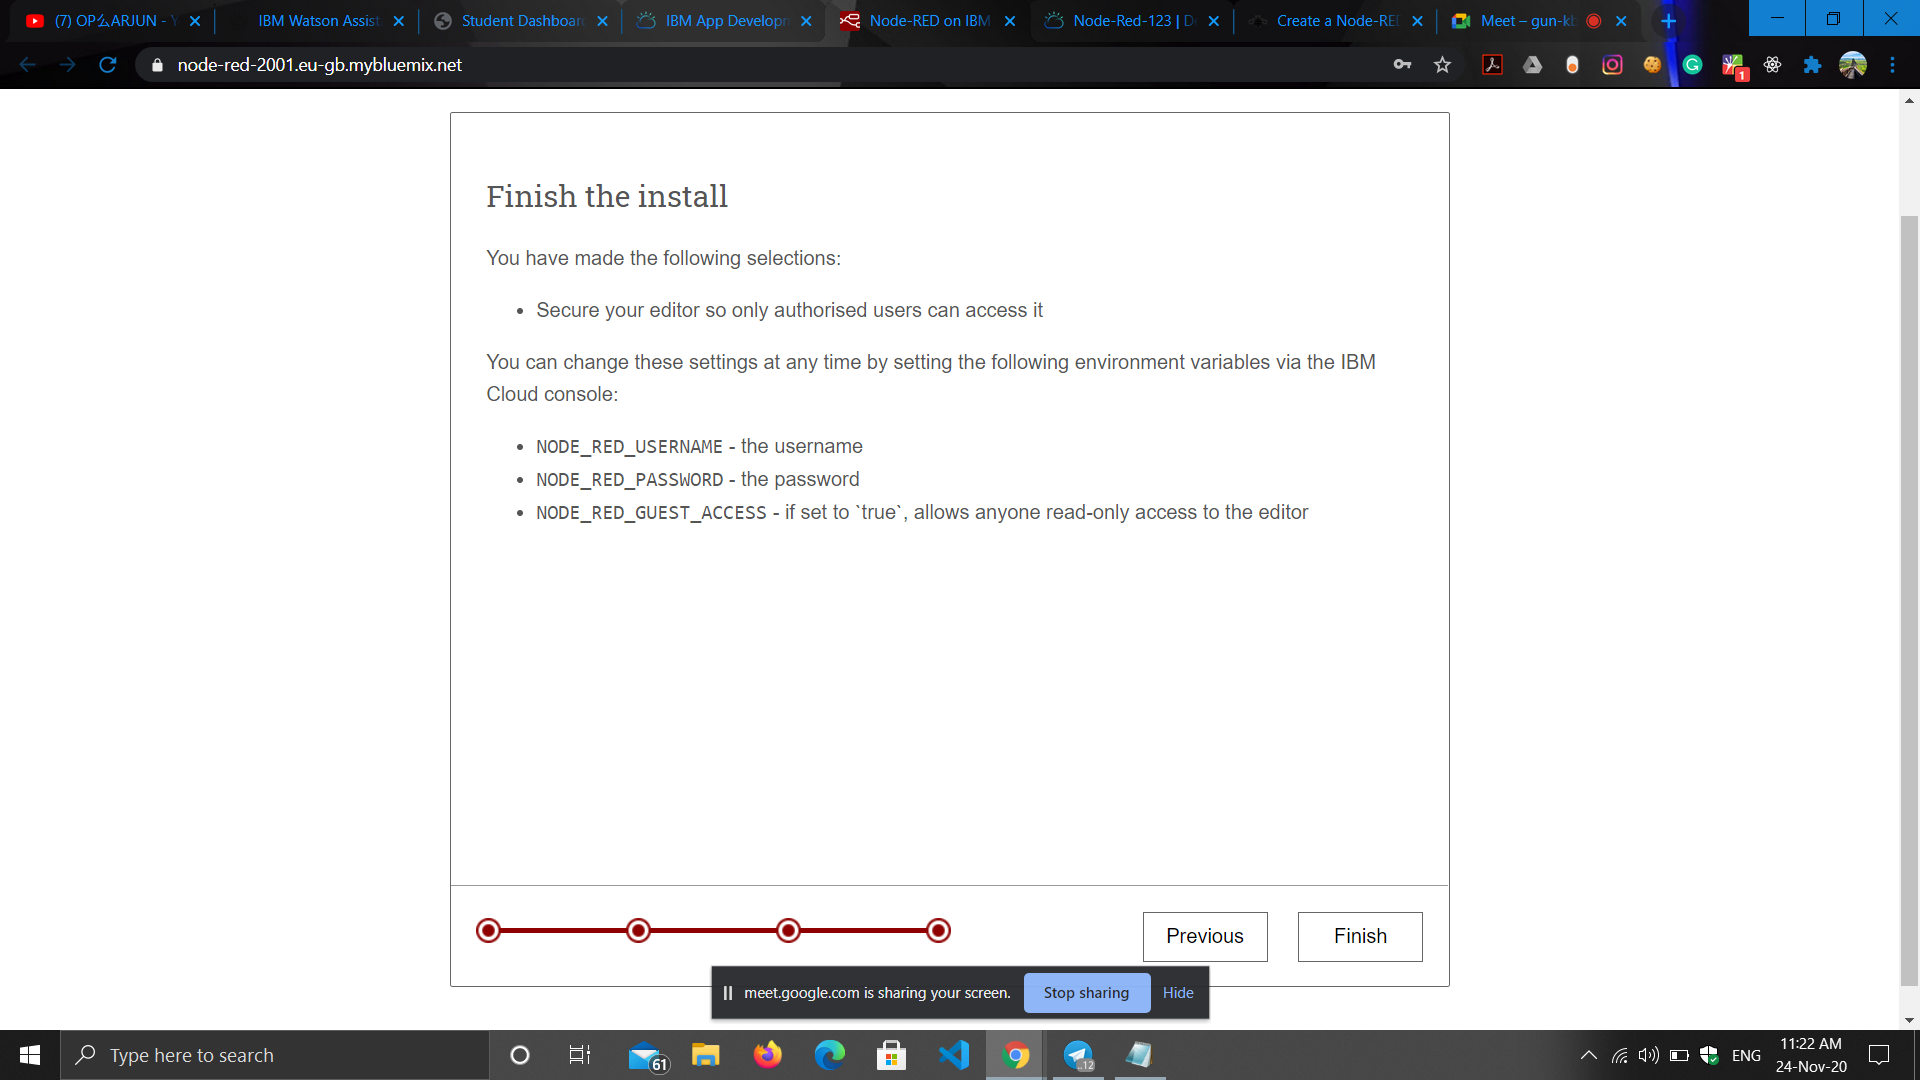 (7) OP么ARJUN - Y
IBM Watson Assist
Student Dashboard
IBM App Developm
Node-RED on IBM
Node-Red-123 | D
Create a Node-RED
Meet – gun-kb
node-red-2001.eu-gb.mybluemix.net
1
Finish the install
You have made the following selections:
• Secure your editor so only authorised users can access it
You can change these settings at any time by setting the following environment variables via the IBM
Cloud console:
• NODE_RED_USERNAME - the username
• NODE_RED_PASSWORD - the password
• NODE_RED_GUEST_ACCESS - if set to `true`, allows anyone read-only access to the editor
Previous
Finish
meet.google.com is sharing your screen.
Stop sharing
Hide
Type here to search
61
..12
ENG
11:22 AM
24-Nov-20